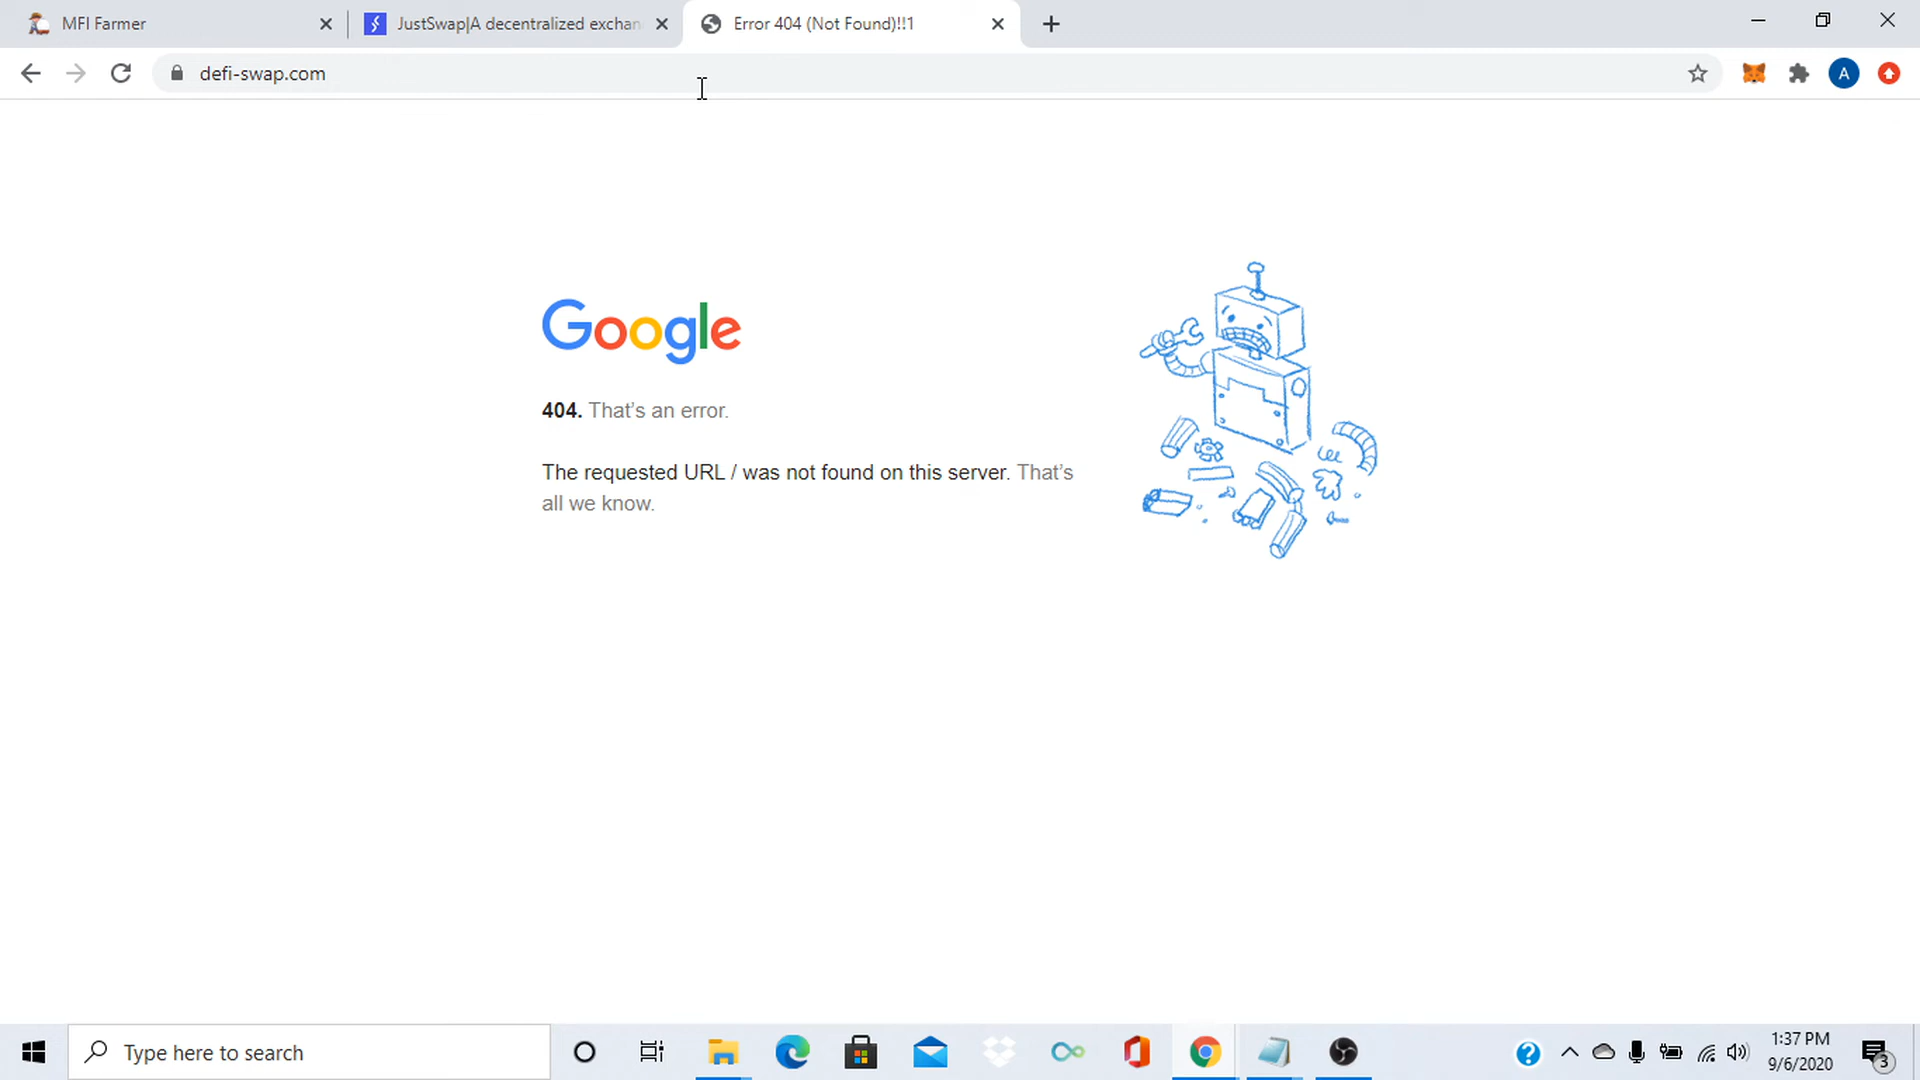 MFI Farmer
JustSwap|A decentralized exchan
Error 404 (Not Found)!!1
defi-swap.com
A
Google
404. That’s an error.
The requested URL / was not found on this server. That’s
all we know.
Type here to search
1:37 PM
9/6/2020
3